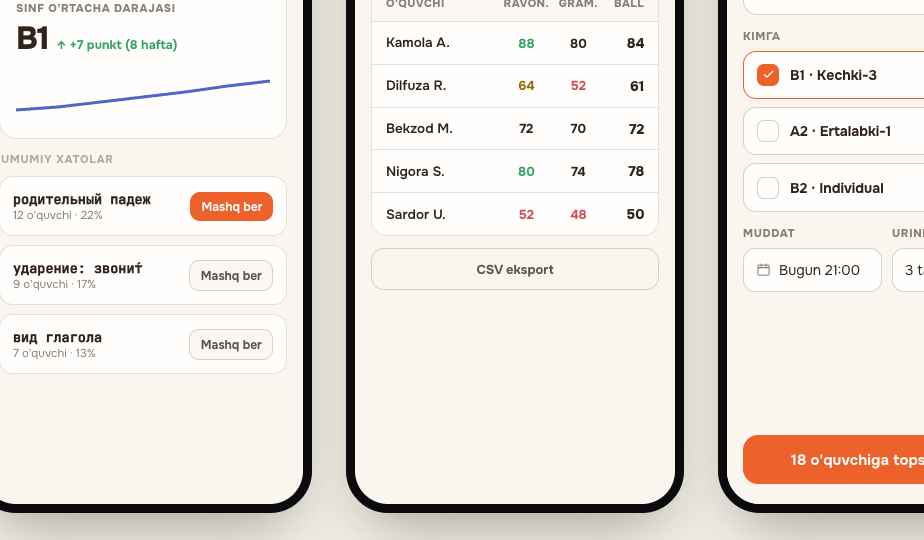 SINF O'RTACHA DARAJASI
B1 ↑ +7 punkt (8 hafta)
UMUMIY XATOLAR
родительный падеж
12 o'quvchi · 22%
Mashq ber
ударение: звони́т
9 o'quvchi · 17%
Mashq ber
вид глагола
7 o'quvchi · 13%
Mashq ber
O'QUVCHI RAVON. GRAM. BALL
Kamola A. 88 80 84
Dilfuza R. 64 52 61
Bekzod M. 72 70 72
Nigora S. 80 74 78
Sardor U. 52 48 50
CSV eksport
KIMГA
B1 · Kechki-3
A2 · Ertalabki-1
B2 · Individual
MUDDAT
Bugun 21:00
3
18 o'quvchiga